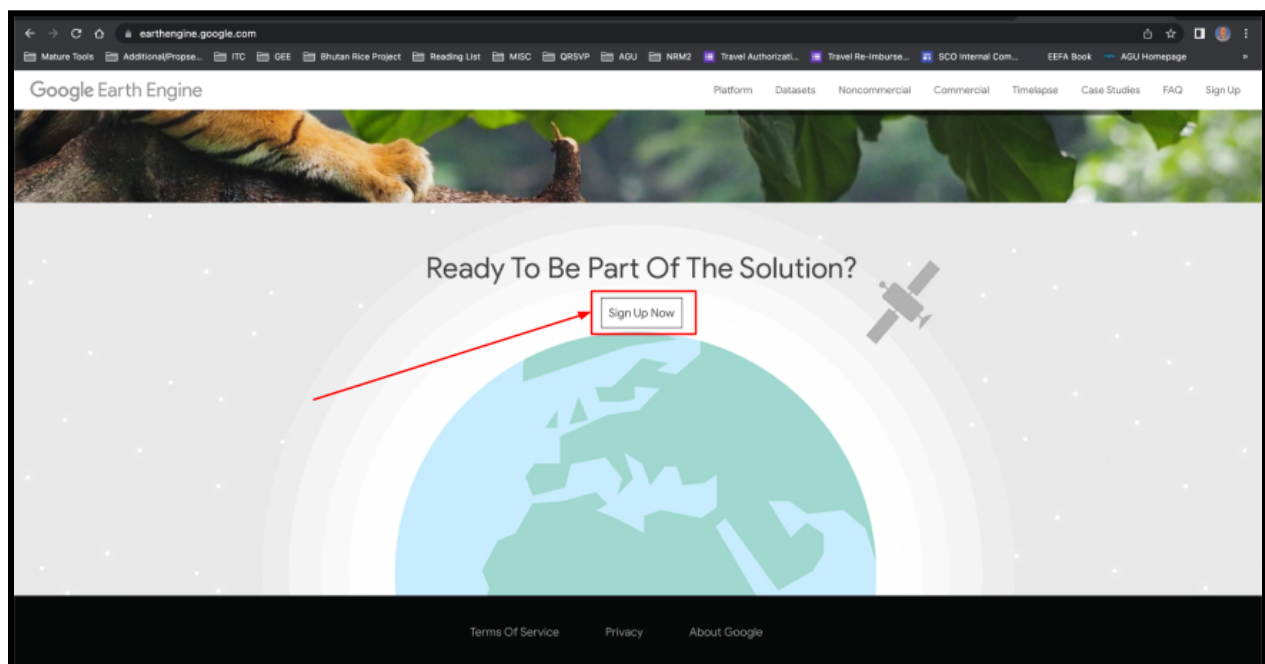 earthengine.google.com
Mature Tools Additional/Propse... ITC GEE Bhutan Rice Project Reading List MISC QRSVP AGU NRM2 Travel Authorizati... Travel Re-Imburse... SCO Internal Com... EEFA Book AGU Homepage »
Google Earth Engine Platform Datasets Noncommercial Commercial Timelapse Case Studies FAQ Sign Up
Ready To Be Part Of The Solution?
Sign Up Now
Terms Of Service Privacy About Google